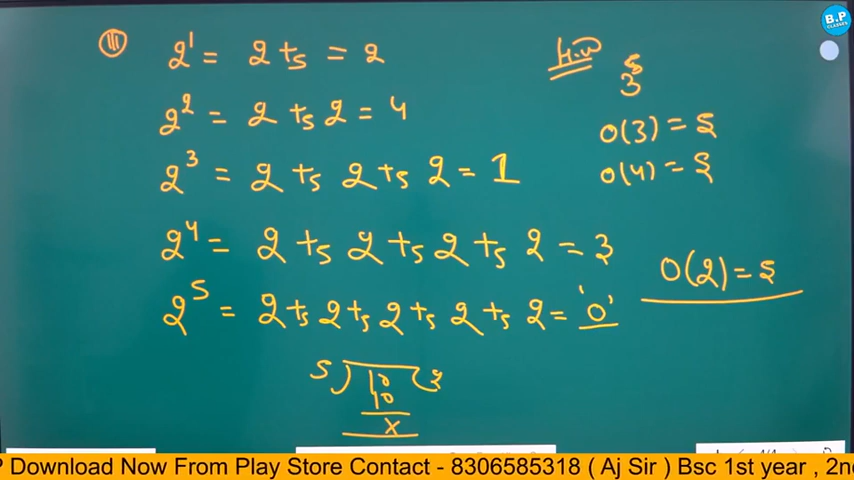 B.P
CLASSES
III
2¹ = 2 +₅ = 2
2² = 2 +₅ 2 = 4
2³ = 2 +₅ 2 +₅ 2 = 1
2⁴ = 2 +₅ 2 +₅ 2 +₅ 2 = 3
2⁵ = 2 +₅ 2 +₅ 2 +₅ 2 +₅ 2 = '0'
H.W
3⁵
O(3) = 5
O(4) = 5
O(2) = 5
5) 10 (2
10
x
P Download Now From Play Store Contact - 8306585318 ( Aj Sir ) Bsc 1st year , 2n